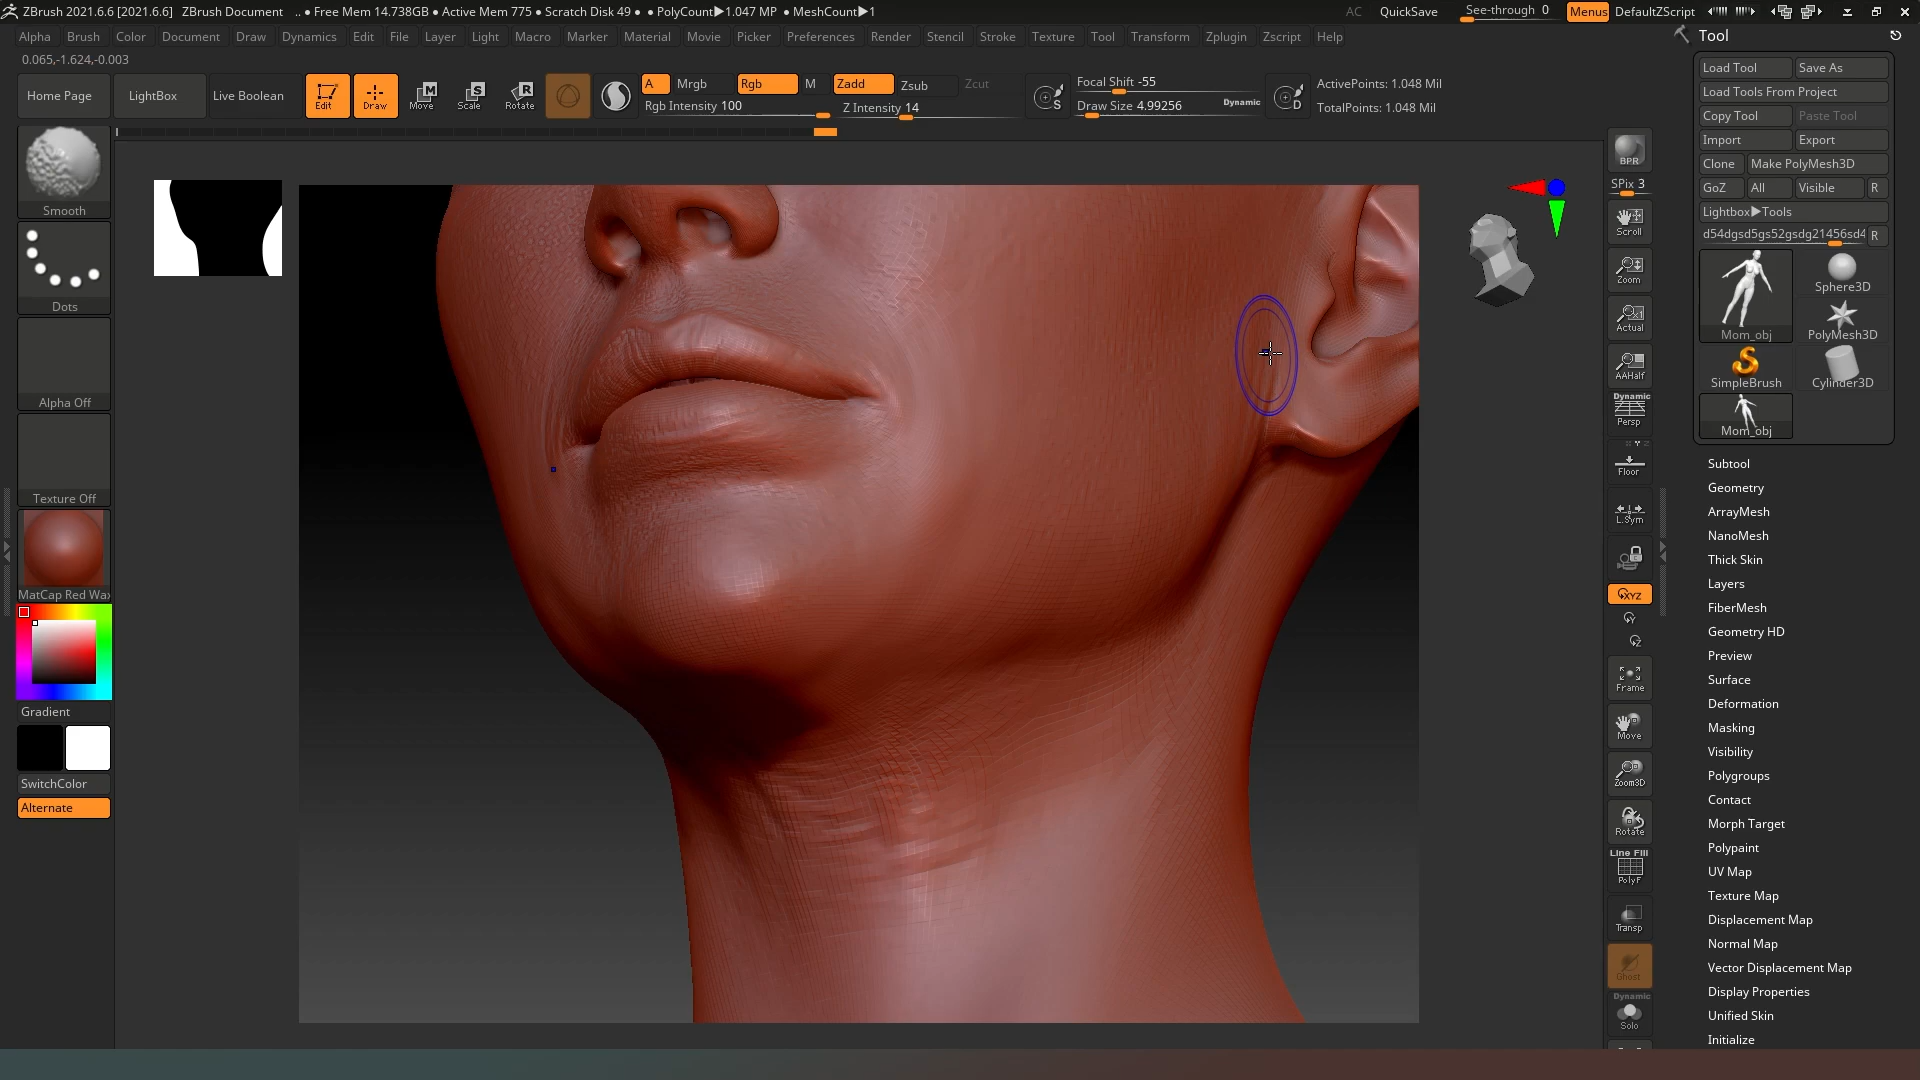 ZBrush 2021.6.6 [2021.6.6] ZBrush Document .. • Free Mem 14.738GB • Active Mem 775 • Scratch Disk 49 • • PolyCount▶1.047 MP • MeshCount▶1 AC QuickSave See-through 0 Menus DefaultZScript
Alpha Brush Color Document Draw Dynamics Edit File Layer Light Macro Marker Material Movie Picker Preferences Render Stencil Stroke Texture Tool Transform Zplugin Zscript Help
0.065,-1.624,-0.003
Home Page LightBox Live Boolean Edit Draw Move Scale Rotate
M S R
A Mrgb Rgb M Zadd Zsub Zcut
Rgb Intensity 100 Z Intensity 14
S Focal Shift -55
Draw Size 4.99256 Dynamic D
ActivePoints: 1.048 Mil
TotalPoints: 1.048 Mil
Smooth
Dots
Alpha Off
Texture Off
MatCap Red Wax
Gradient
SwitchColor
Alternate
BPR
SPix 3
Scroll
Zoom
Actual
AAHalf
Dynamic
Persp
Floor
L.Sym
XYZ
Y
Z
Frame
Move
Zoom3D
Rotate
Line Fill
PolyF
Transp
Ghost
Dynamic
Solo
Tool
Load Tool Save As
Load Tools From Project
Copy Tool Paste Tool
Import Export
Clone Make PolyMesh3D
GoZ All Visible R
Lightbox▶Tools
d54dgsd5gs52gsdg21456sd4 R
Mom_obj Sphere3D
PolyMesh3D
SimpleBrush Cylinder3D
Mom_obj
Subtool
Geometry
ArrayMesh
NanoMesh
Thick Skin
Layers
FiberMesh
Geometry HD
Preview
Surface
Deformation
Masking
Visibility
Polygroups
Contact
Morph Target
Polypaint
UV Map
Texture Map
Displacement Map
Normal Map
Vector Displacement Map
Display Properties
Unified Skin
Initialize